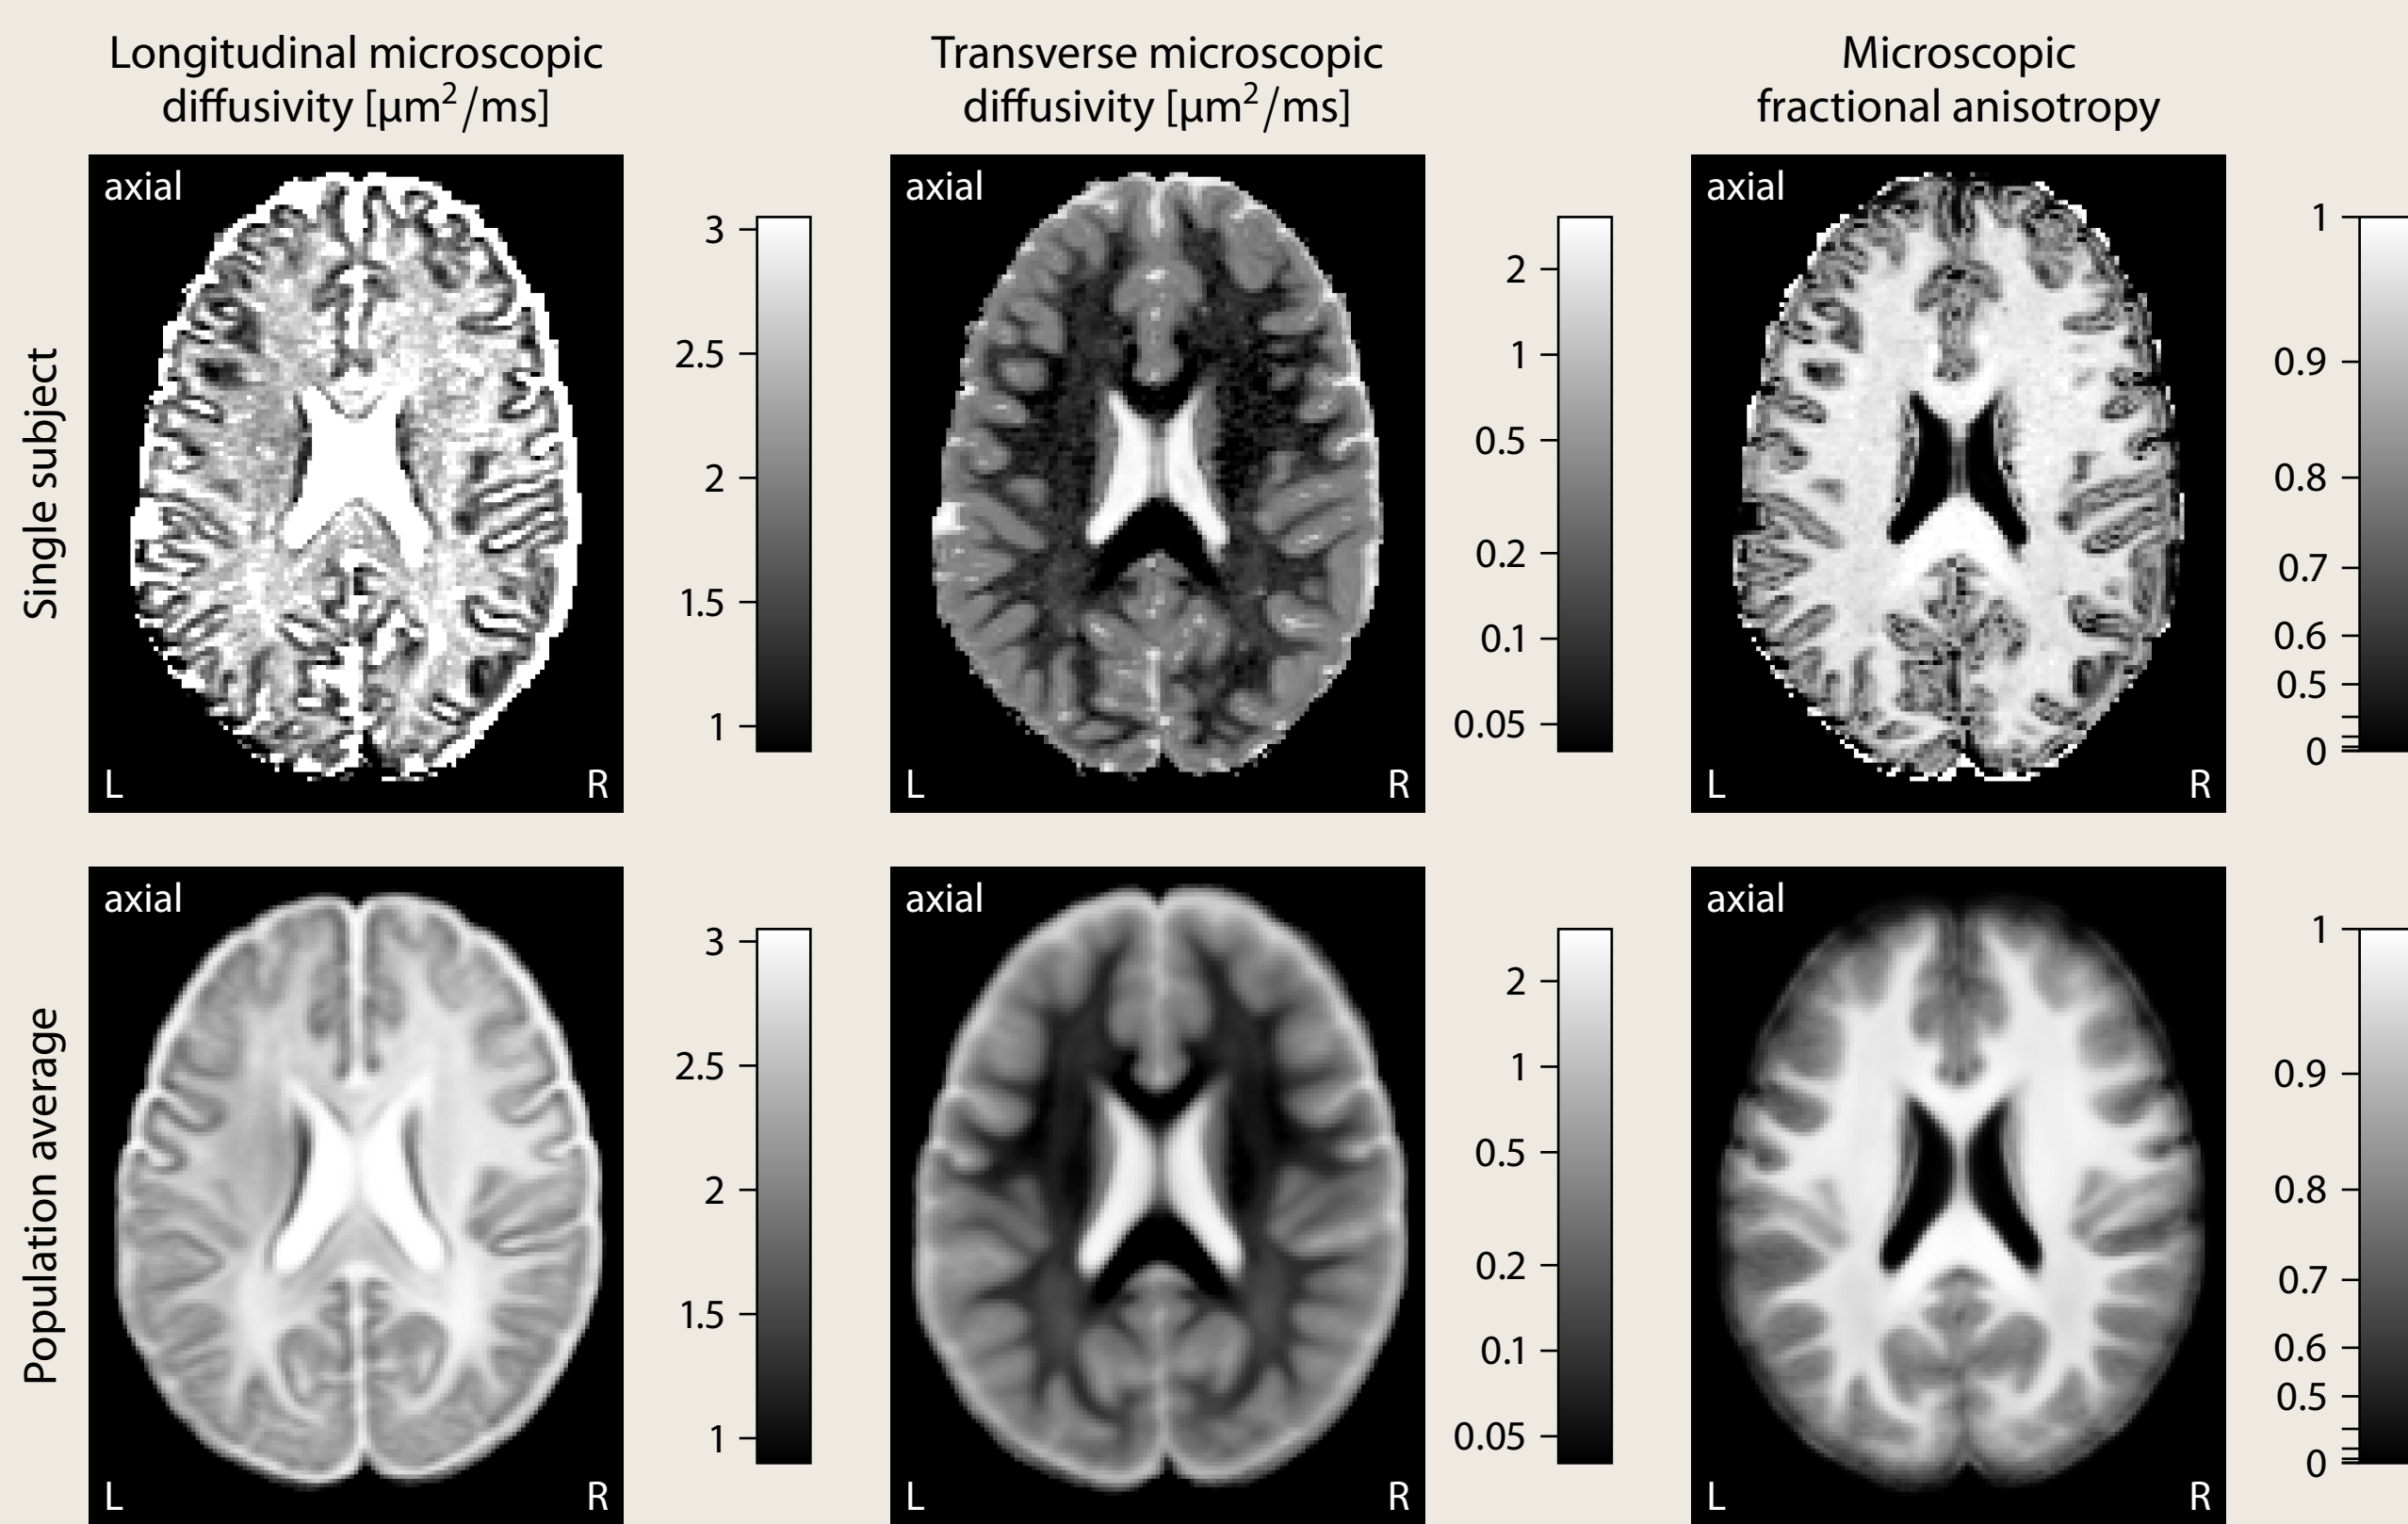 Longitudinal microscopic
diffusivity [µm²/ms]
Transverse microscopic
diffusivity [µm²/ms]
Microscopic
fractional anisotropy
Single subject
axial
L
R
3
2.5
2
1.5
1
axial
L
R
2
1
0.5
0.2
0.1
0.05
axial
L
R
1
0.9
0.8
0.7
0.6
0.5
0
Population average
axial
L
R
3
2.5
2
1.5
1
axial
L
R
2
1
0.5
0.2
0.1
0.05
axial
L
R
1
0.9
0.8
0.7
0.6
0.5
0